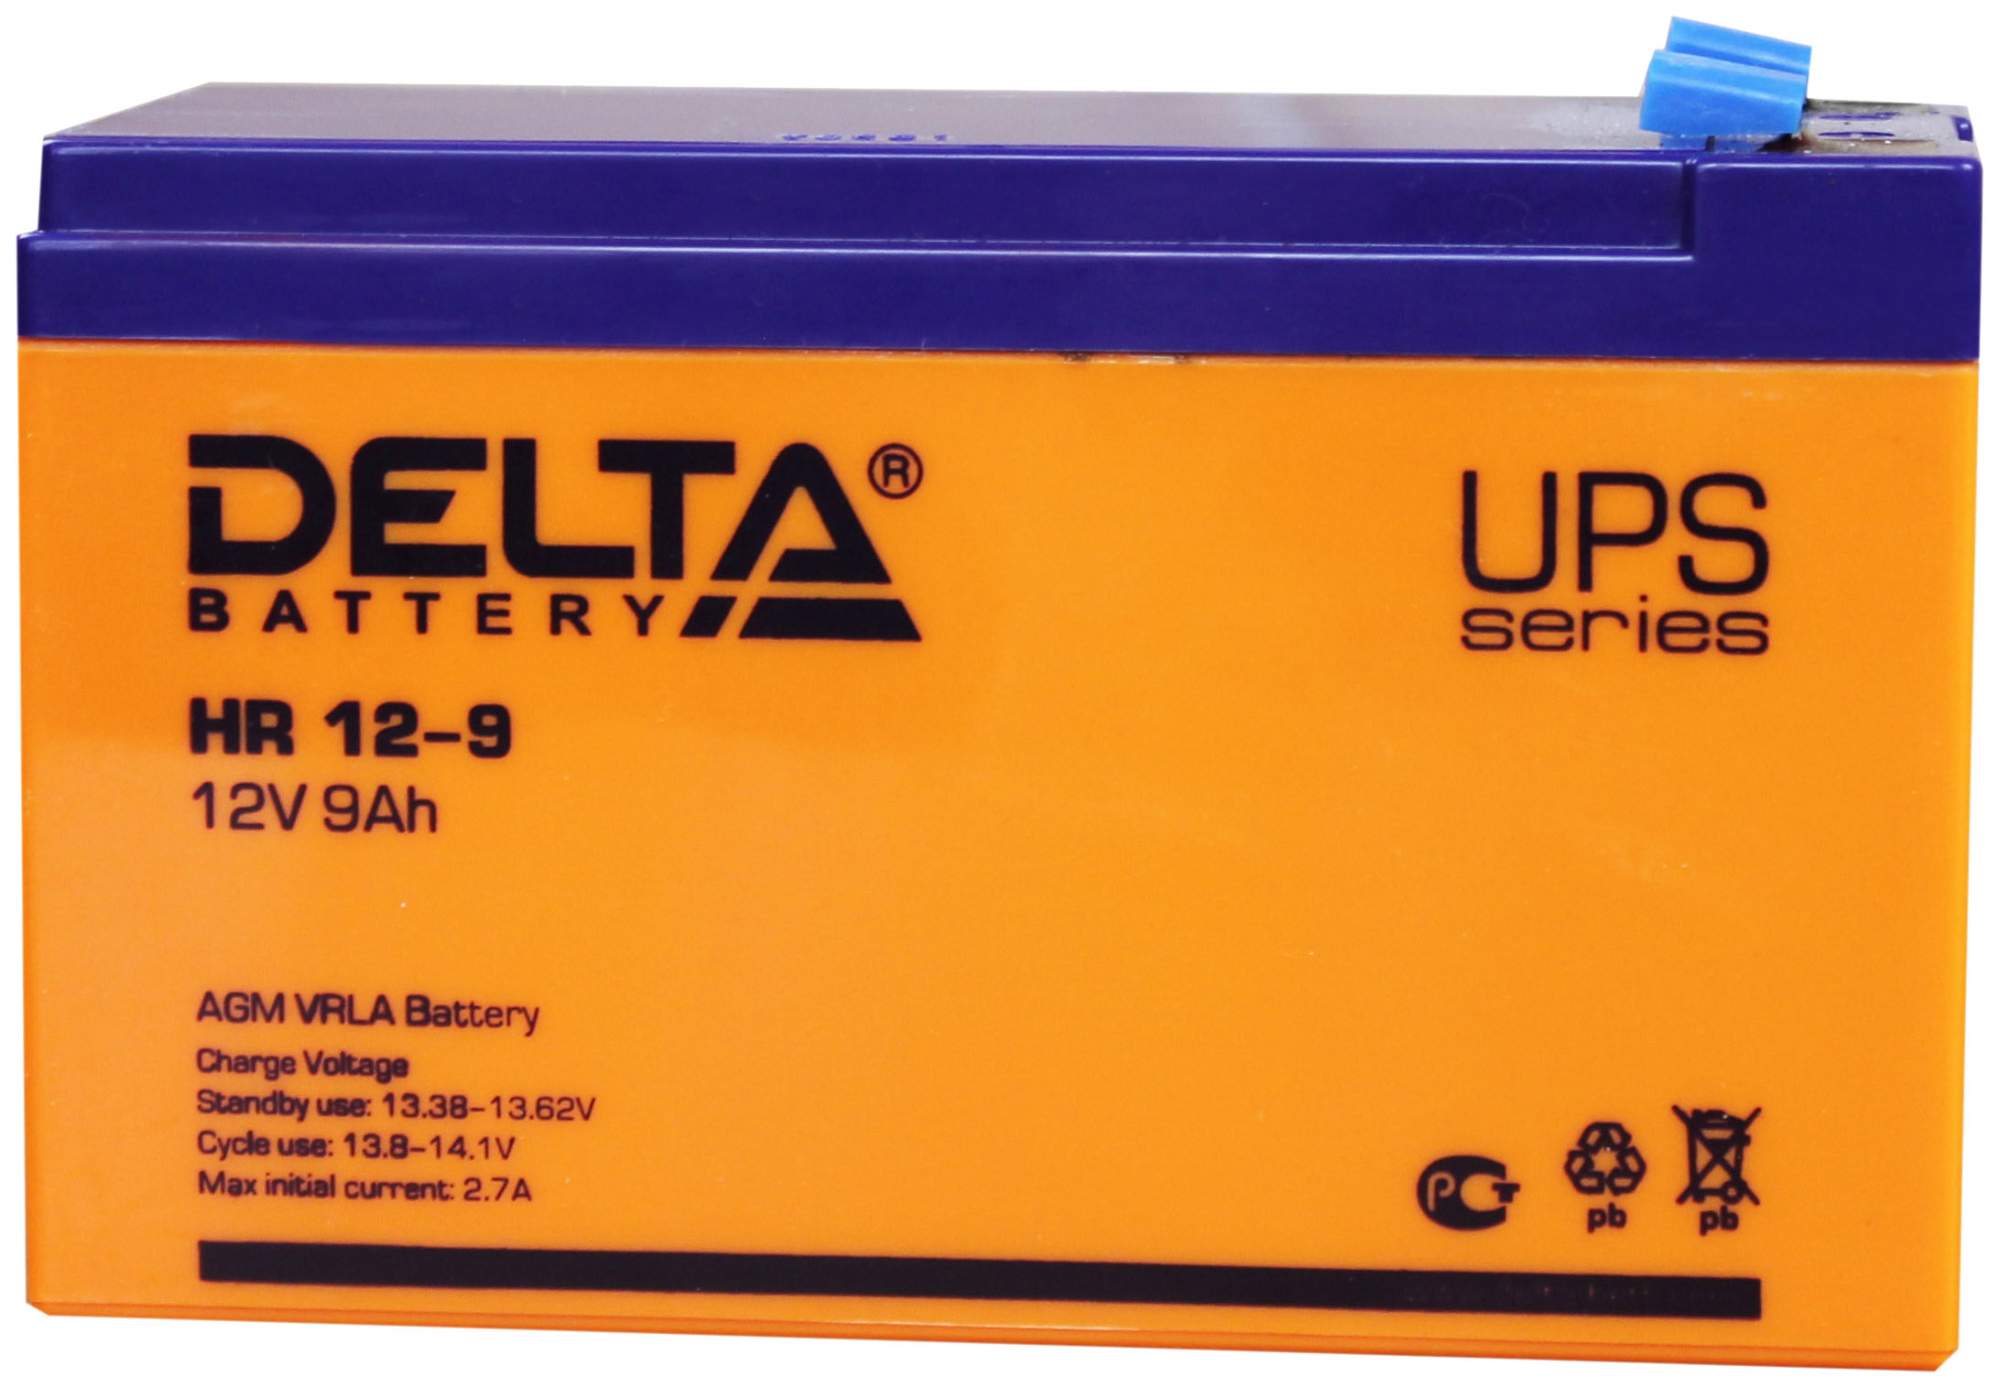 DELTA®
BATTERY
UPS
series
HR 12-9
12V 9Ah
AGM VRLA Battery
Charge Voltage
Standby use: 13.38-13.62V
Cycle use: 13.8-14.1V
Max initial current: 2.7A
РСТ
pb
pb